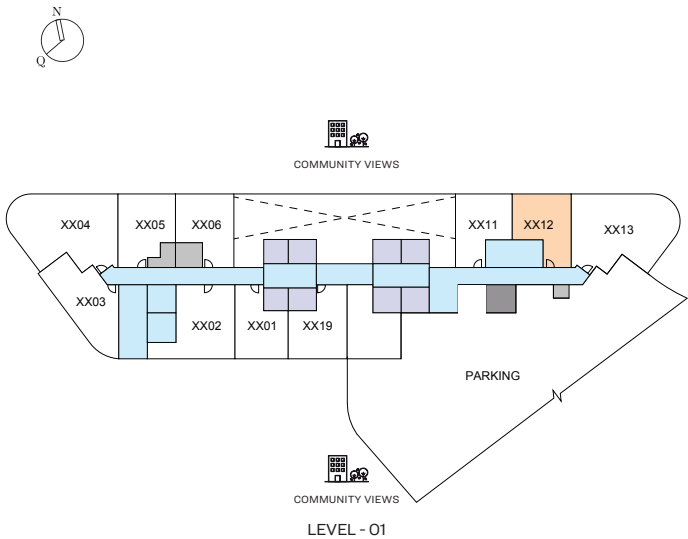 N
Q
COMMUNITY VIEWS
XX04
XX05
XX06
XX11
XX12
XX13
XX03
XX02
XX01
XX19
PARKING
COMMUNITY VIEWS
LEVEL - 01